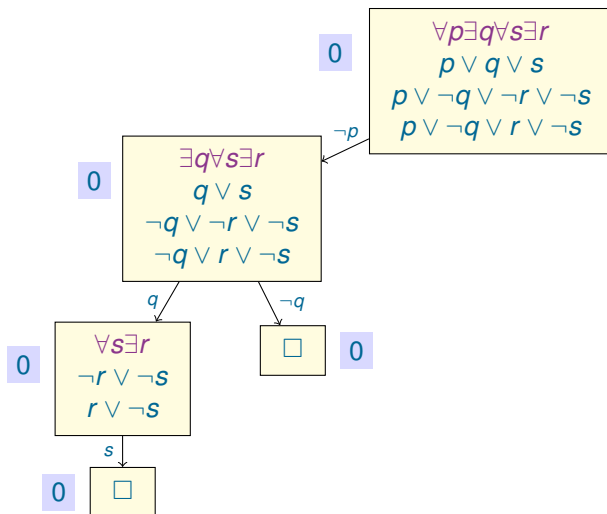 ∀p∃q∀s∃r
0
p ∨ q ∨ s
p ∨ ¬q ∨ ¬r ∨ ¬s
p ∨ ¬q ∨ r ∨ ¬s
¬p
∃q∀s∃r
0
q ∨ s
¬q ∨ ¬r ∨ ¬s
¬q ∨ r ∨ ¬s
q
¬q
∀s∃r
0
¬r ∨ ¬s
r ∨ ¬s
□
0
s
0
□